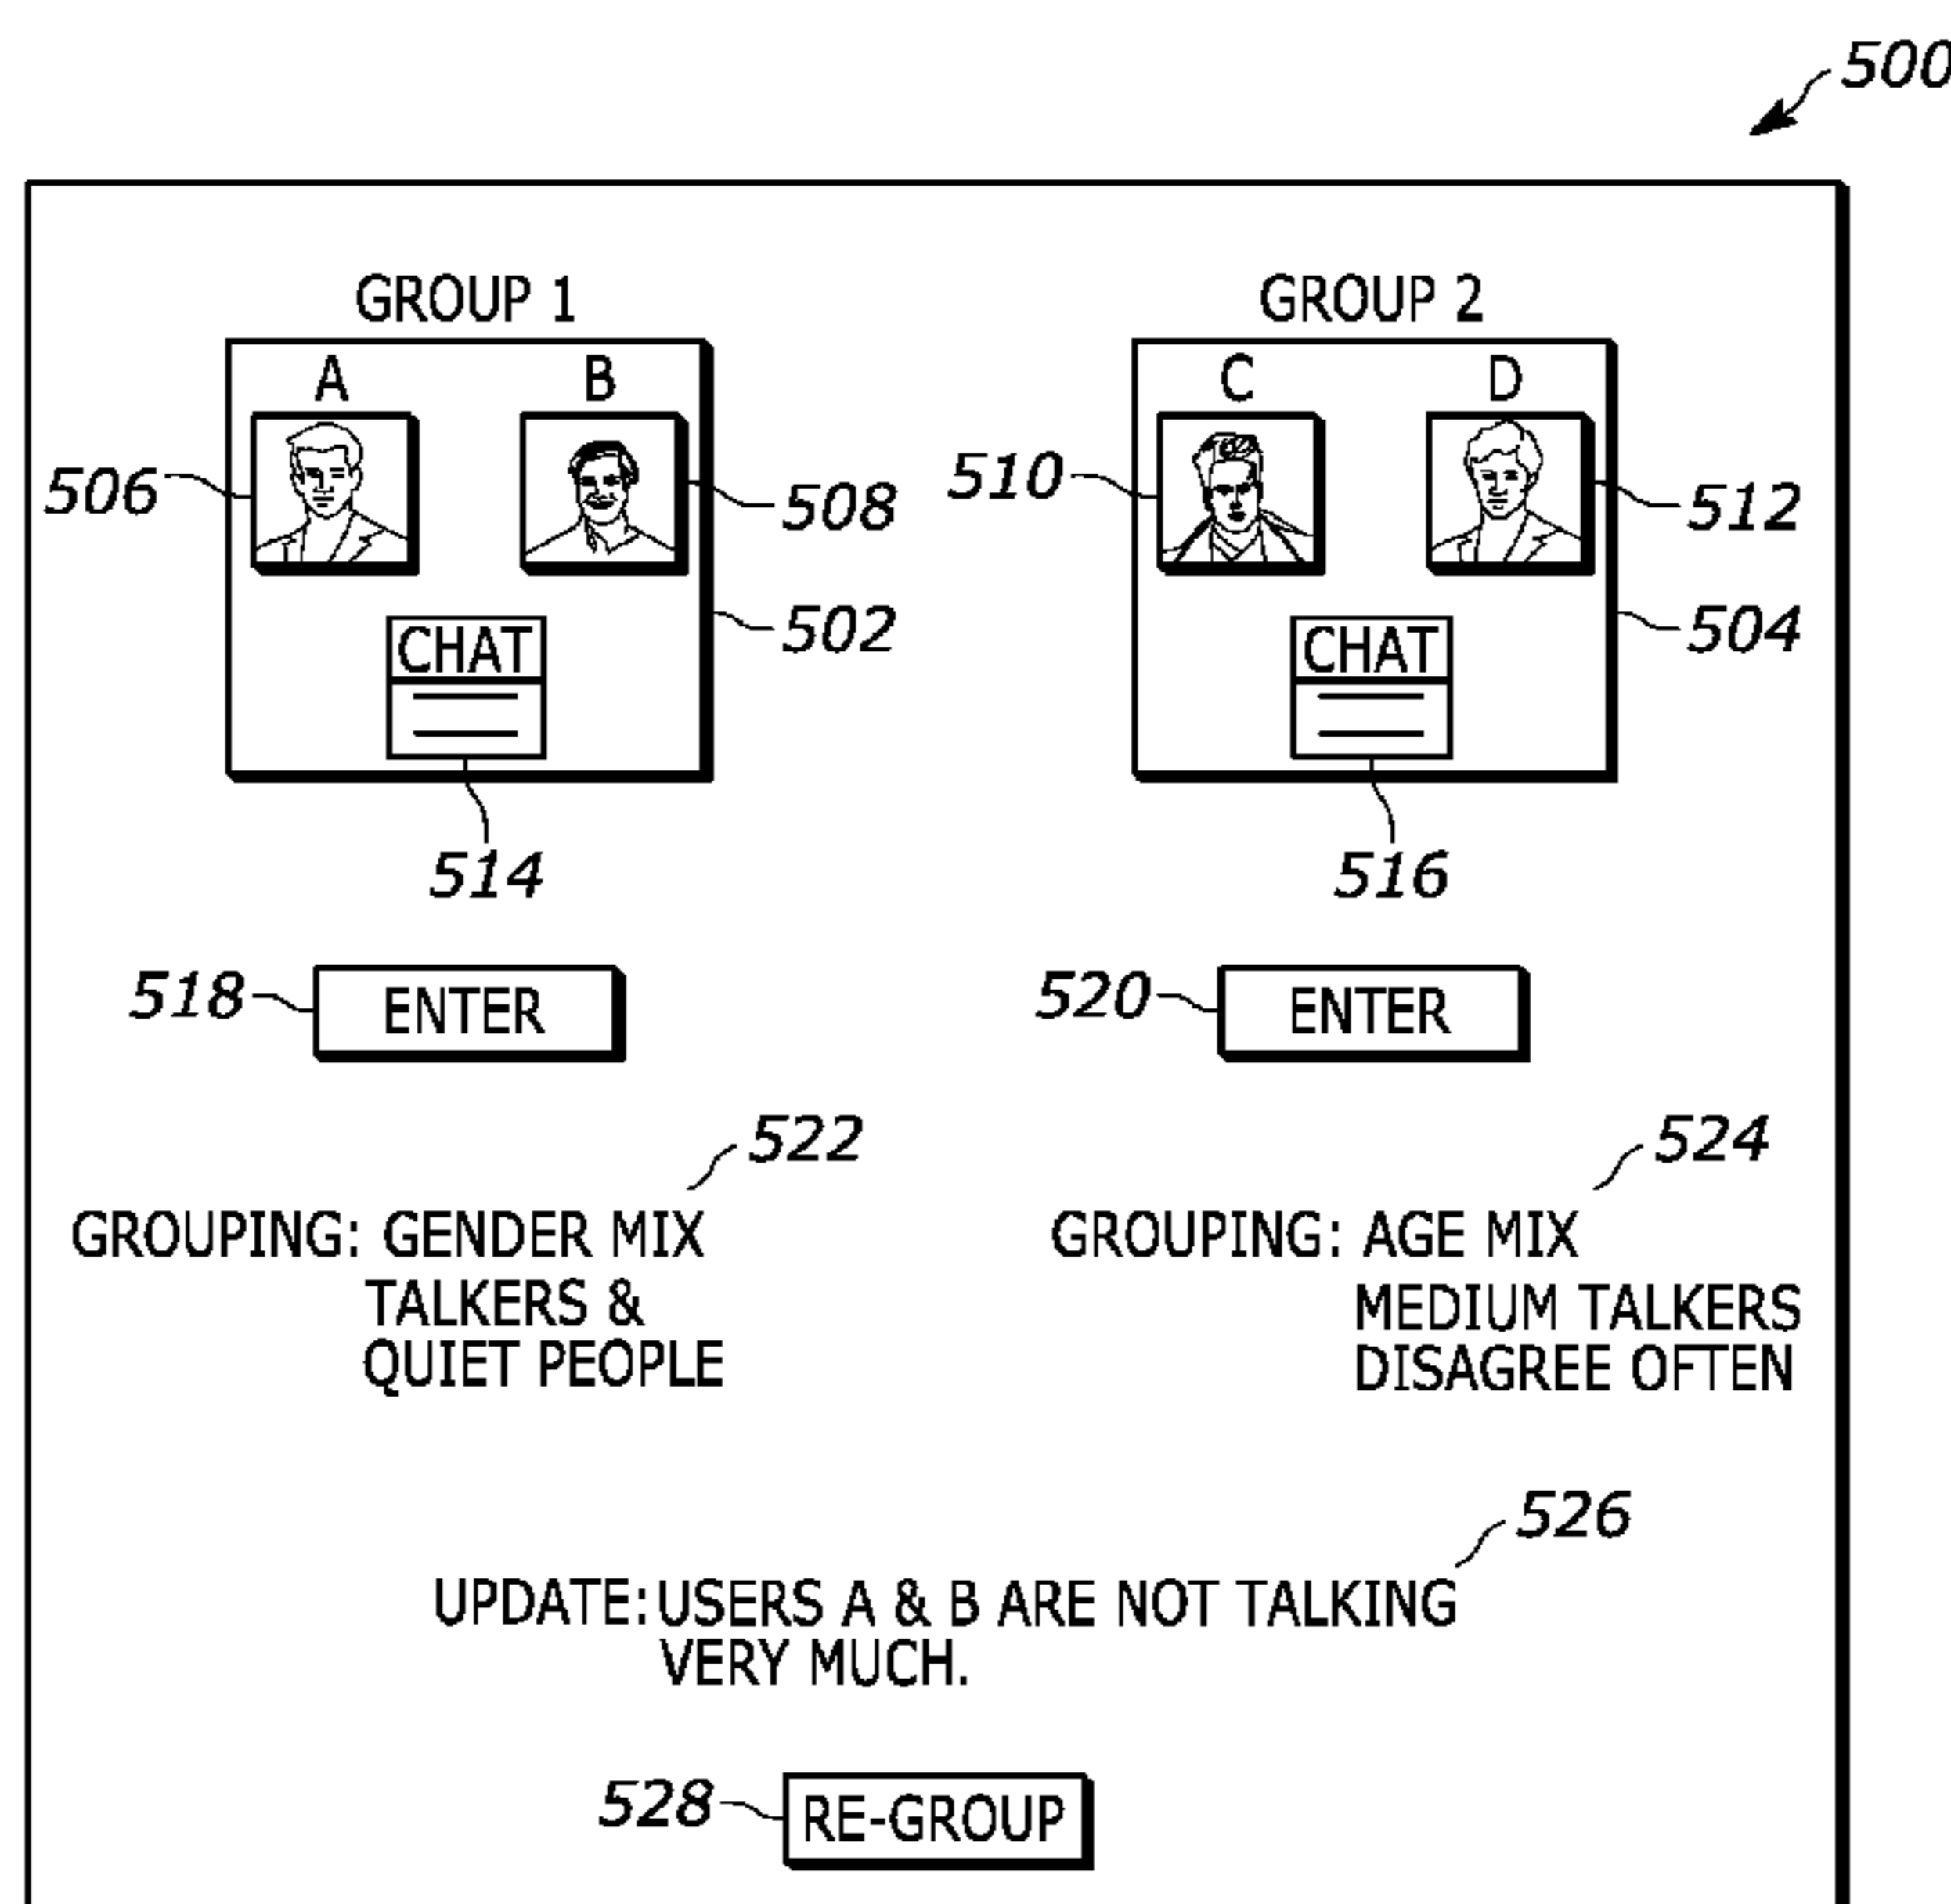 500
GROUP 1 GROUP 2
A B C D
506 508 510 512
502 504
CHAT CHAT
514 516
518 ENTER 520 ENTER
522 524
GROUPING: GENDER MIX
TALKERS &
QUIET PEOPLE
GROUPING: AGE MIX
MEDIUM TALKERS
DISAGREE OFTEN
526
UPDATE: USERS A & B ARE NOT TALKING
VERY MUCH.
528 RE-GROUP